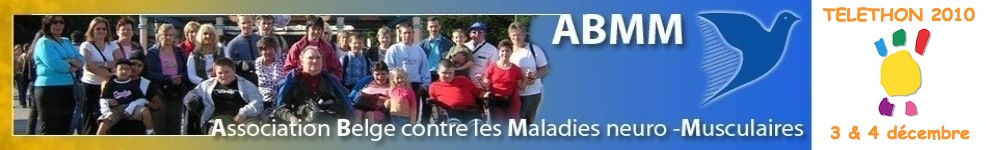 ABMM
Association Belge contre les Maladies neuro -Musculaires
TELETHON 2010
3 & 4 décembre